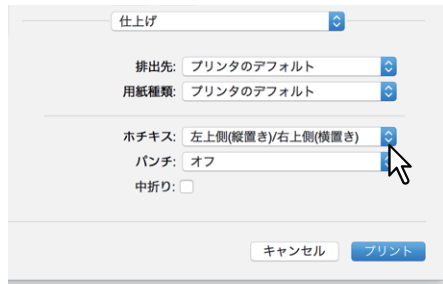 仕上げ
排出先: プリンタのデフォルト
用紙種類: プリンタのデフォルト
ホチキス: 左上側(縦置き)/右上側(横置き)
パンチ: オフ
中折り:
キャンセル プリント